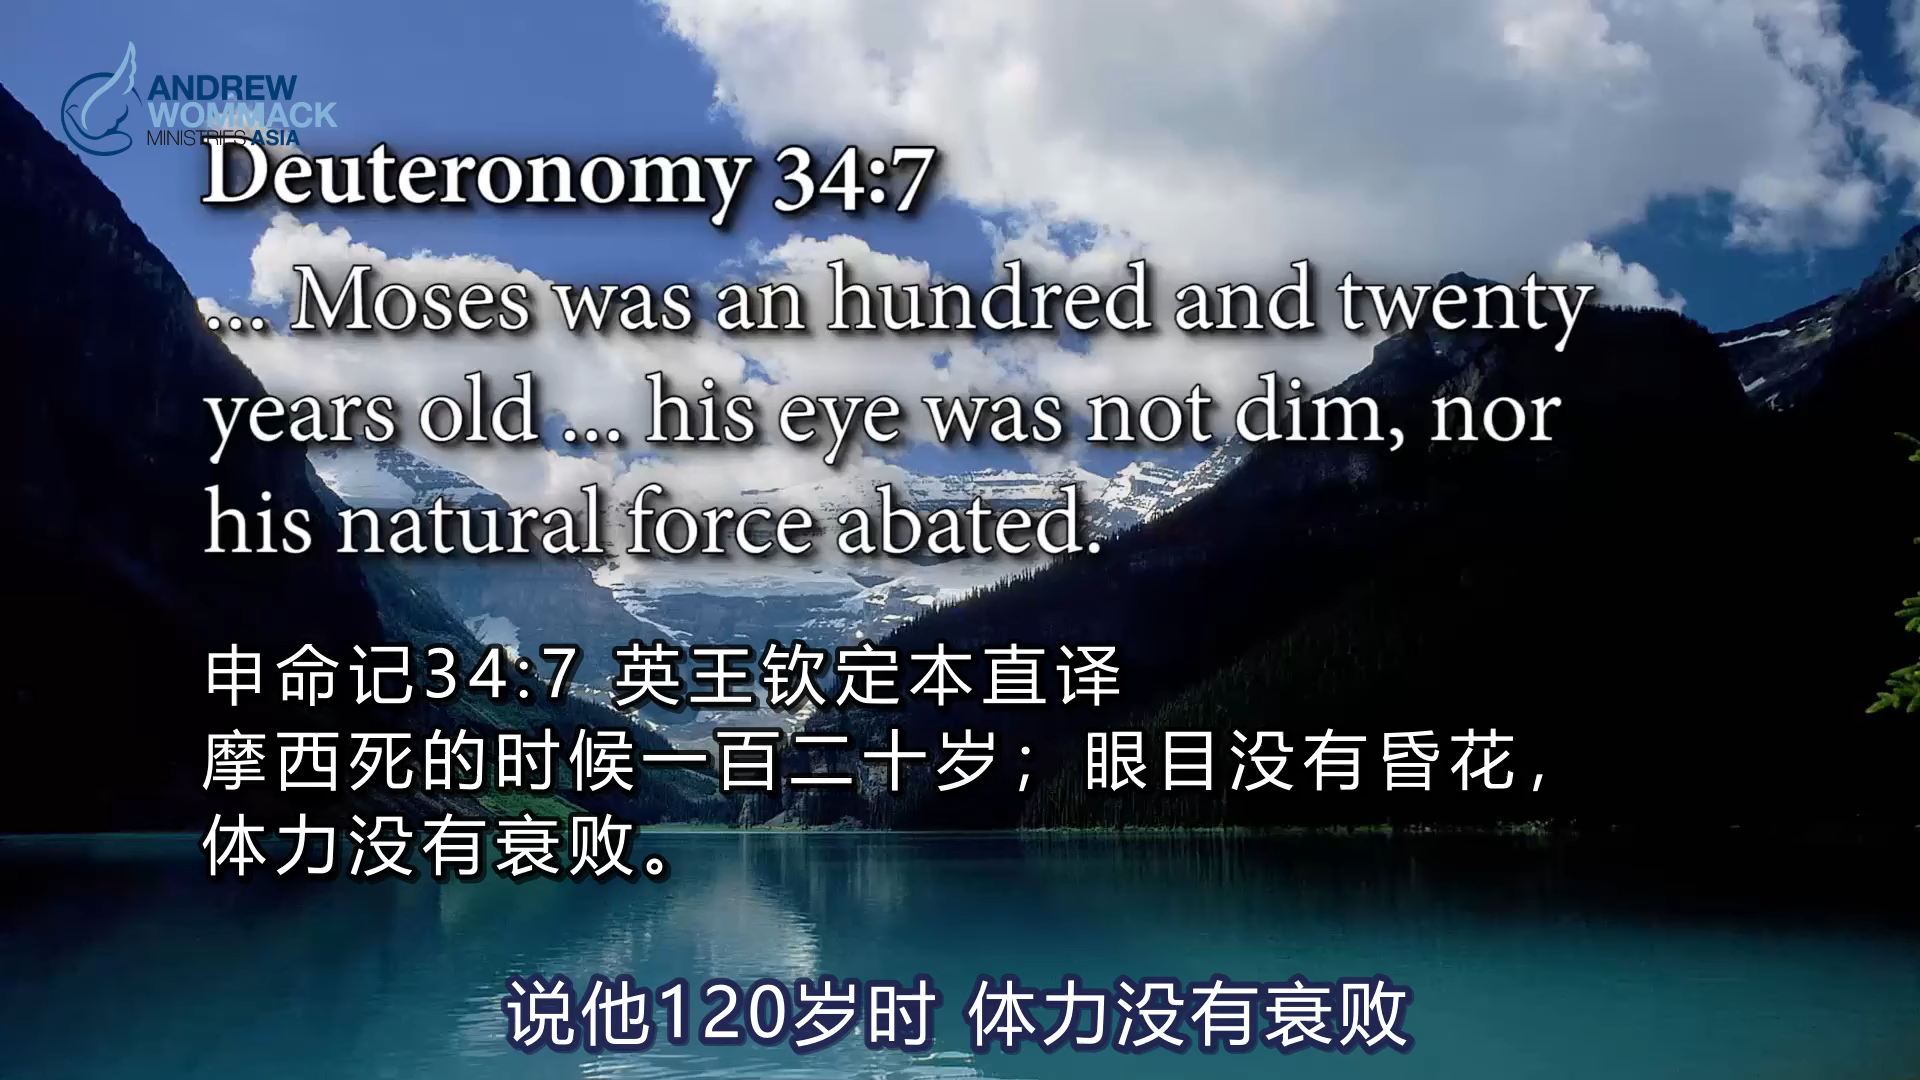 ANDREW
WOMMACK
MINISTRIES ASIA
Deuteronomy 34:7
... Moses was an hundred and twenty
years old ... his eye was not dim, nor
his natural force abated.
申命记34:7 英王钦定本直译
摩西死的时候一百二十岁；眼目没有昏花，
体力没有衰败。
说他120岁时 体力没有衰败